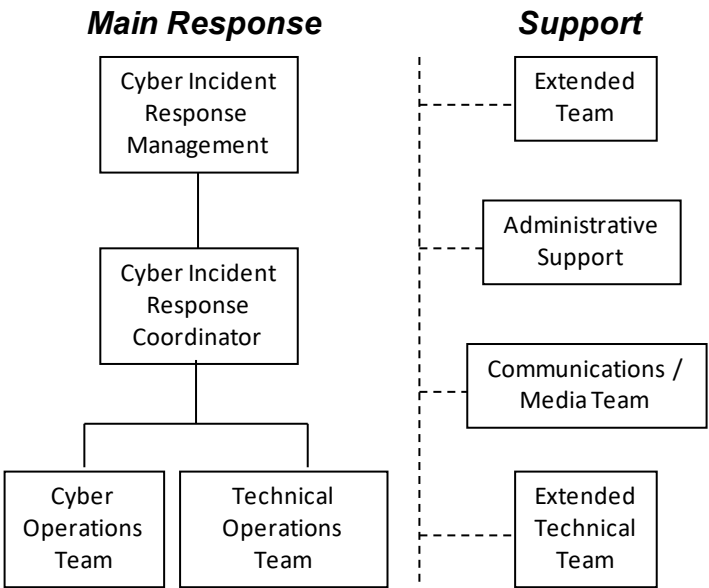 Main Response
Cyber Incident
Response
Management
Cyber Incident
Response
Coordinator
Cyber
Operations
Team
Technical
Operations
Team
Support
Extended
Team
Administrative
Support
Communications /
Media Team
Extended
Technical
Team